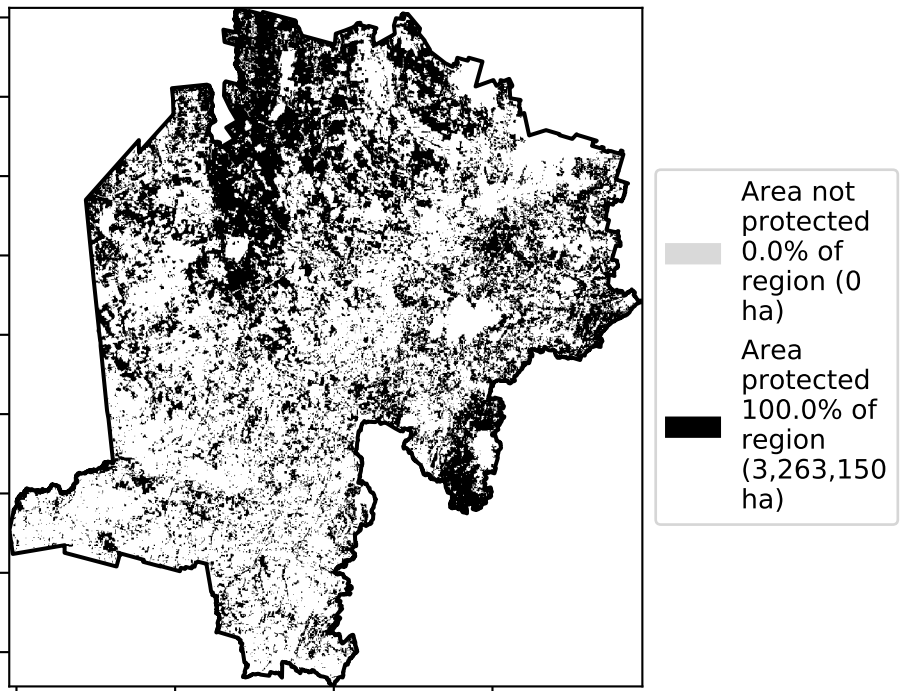 Area not
protected
0.0% of
region (0
ha)
Area
protected
100.0% of
region
(3,263,150
ha)